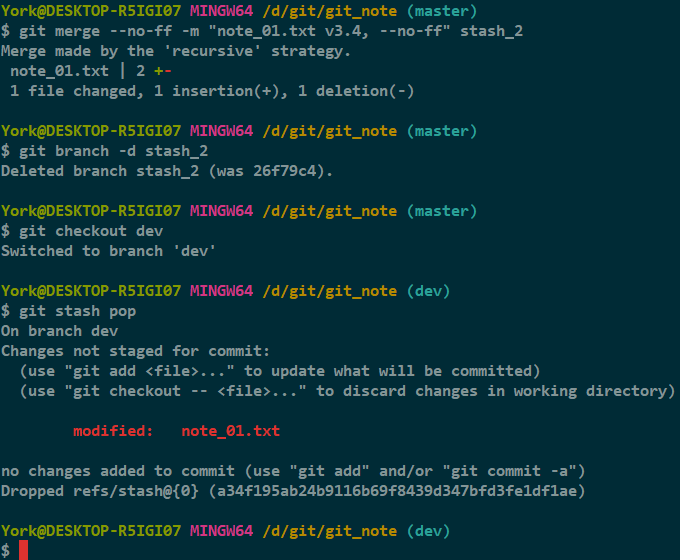 York@DESKTOP-R5IGI07 MINGW64 /d/git/git_note (master)
$ git merge --no-ff -m "note_01.txt v3.4, --no-ff" stash_2
Merge made by the 'recursive' strategy.
 note_01.txt | 2 +-
 1 file changed, 1 insertion(+), 1 deletion(-)

York@DESKTOP-R5IGI07 MINGW64 /d/git/git_note (master)
$ git branch -d stash_2
Deleted branch stash_2 (was 26f79c4).

York@DESKTOP-R5IGI07 MINGW64 /d/git/git_note (master)
$ git checkout dev
Switched to branch 'dev'

York@DESKTOP-R5IGI07 MINGW64 /d/git/git_note (dev)
$ git stash pop
On branch dev
Changes not staged for commit:
  (use "git add <file>..." to update what will be committed)
  (use "git checkout -- <file>..." to discard changes in working directory)

        modified:   note_01.txt

no changes added to commit (use "git add" and/or "git commit -a")
Dropped refs/stash@{0} (a34f195ab24b9116b69f8439d347bfd3fe1df1ae)

York@DESKTOP-R5IGI07 MINGW64 /d/git/git_note (dev)
$